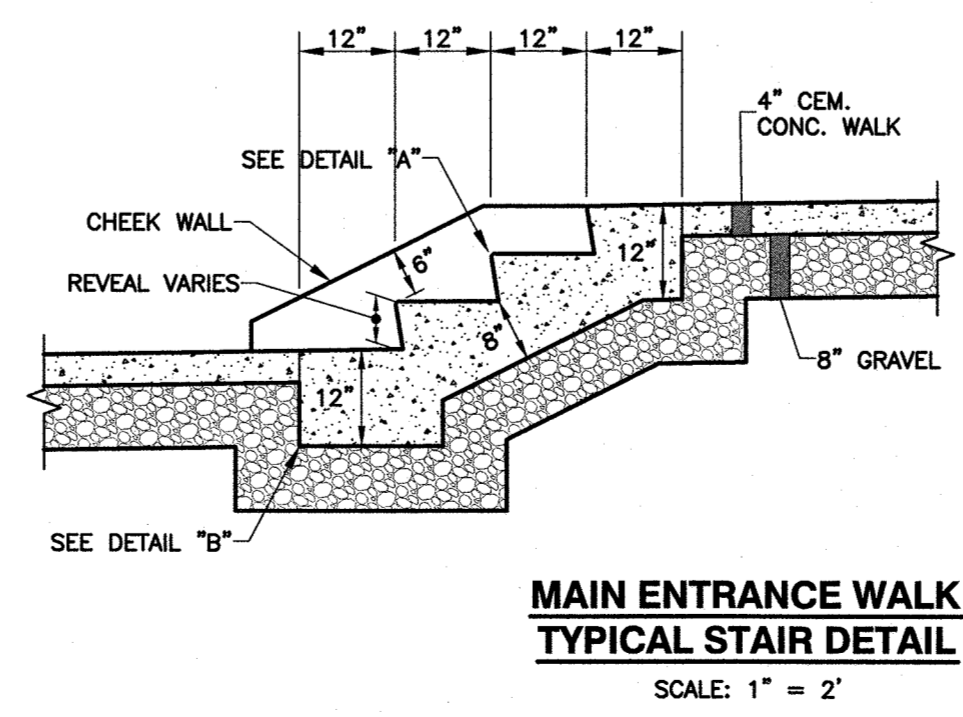 12" 12" 12" 12"
4" CEM.
CONC. WALK
SEE DETAIL "A"
CHEEK WALL
6"
12"
REVEAL VARIES
8"
8" GRAVEL
12"
SEE DETAIL "B"
MAIN ENTRANCE WALK
TYPICAL STAIR DETAIL
SCALE: 1" = 2'